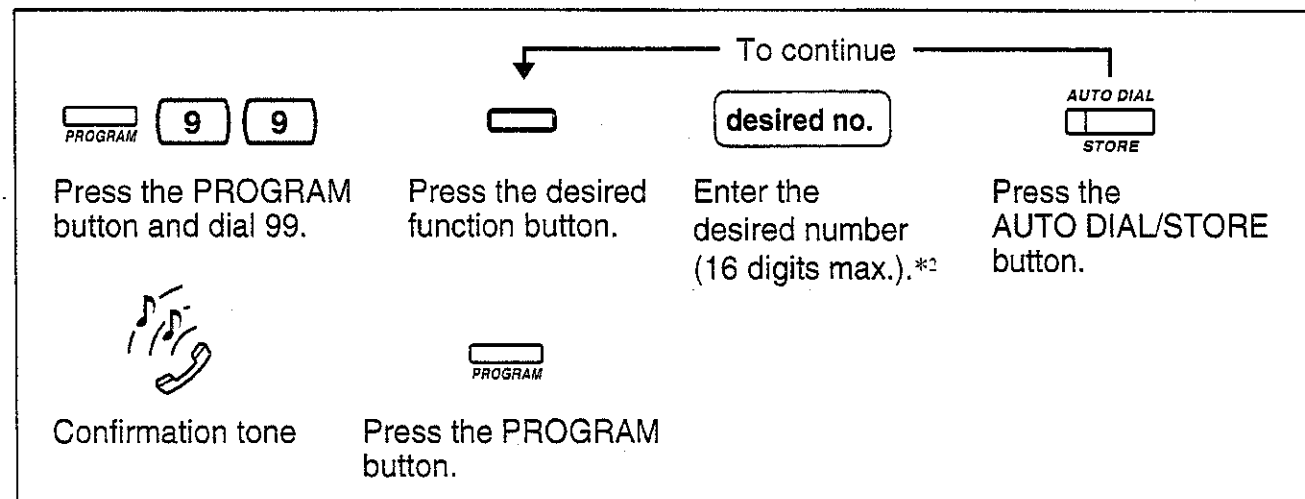 To continue
PROGRAM 9 9
desired no.
AUTO DIAL
STORE
Press the PROGRAM
button and dial 99.
Press the desired
function button.
Enter the
desired number
(16 digits max.).*2
Press the
AUTO DIAL/STORE
button.
Confirmation tone
PROGRAM
Press the PROGRAM
button.